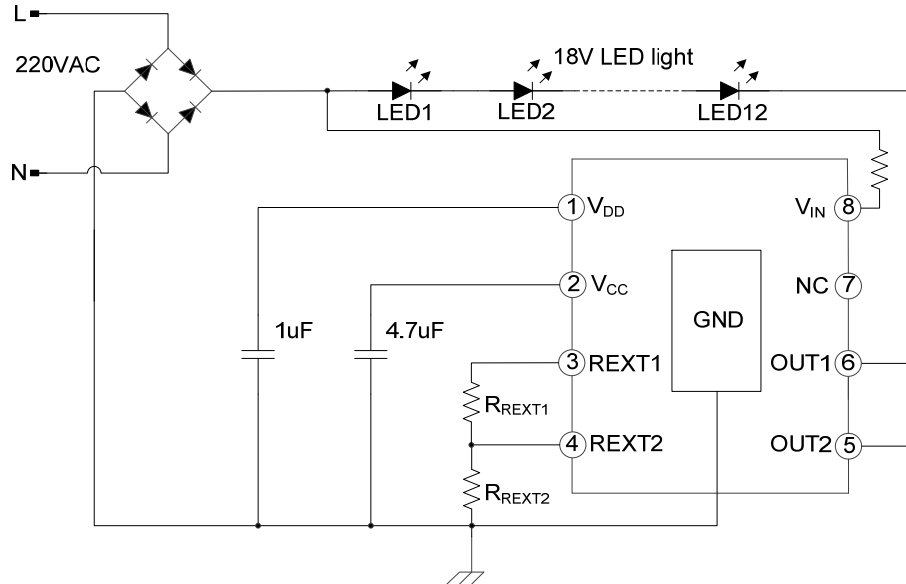 L
220VAC
N
18V LED light
LED1
LED2
LED12
1 VDD
VIN 8
2 VCC
NC 7
GND
1uF
4.7uF
3 REXT1
OUT1 6
RREXT1
4 REXT2
OUT2 5
RREXT2